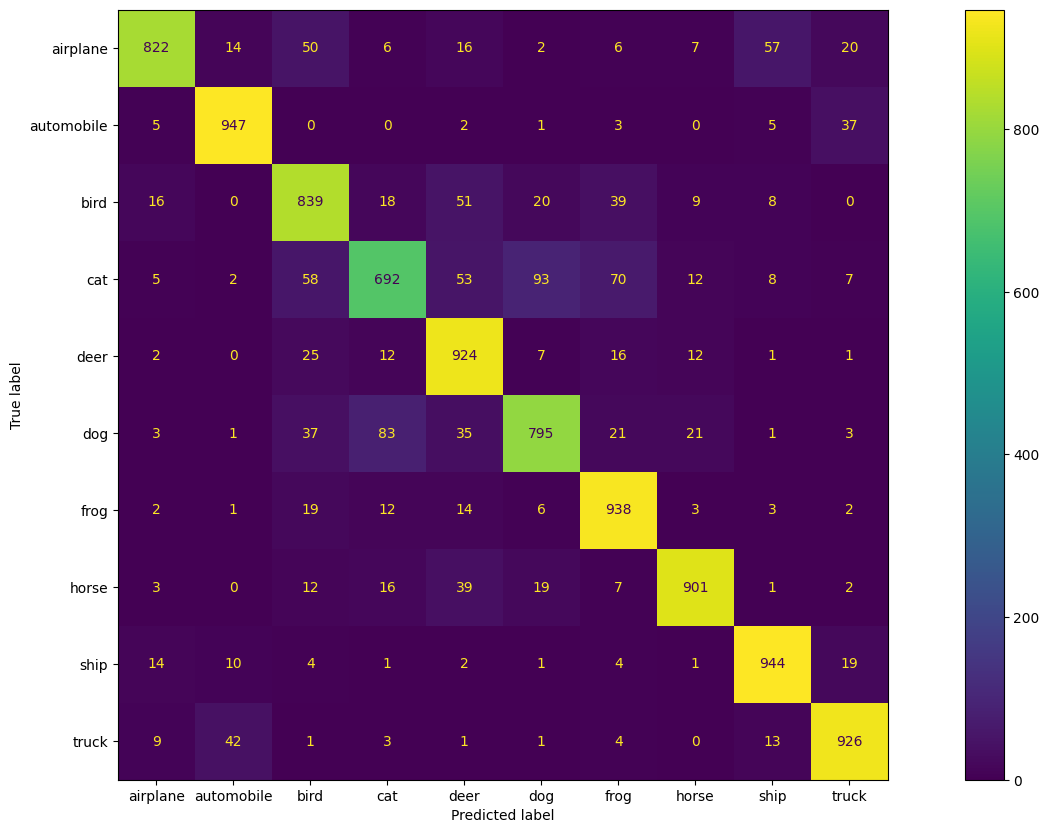 airplane 822 14 50 6 16 2 6 7 57 20
automobile 5 947 0 0 2 1 3 0 5 37
bird 16 0 839 18 51 20 39 9 8 0
cat 5 2 58 692 53 93 70 12 8 7
deer 2 0 25 12 924 7 16 12 1 1
dog 3 1 37 83 35 795 21 21 1 3
frog 2 1 19 12 14 6 938 3 3 2
horse 3 0 12 16 39 19 7 901 1 2
ship 14 10 4 1 2 1 4 1 944 19
truck 9 42 1 3 1 1 4 0 13 926
airplane automobile bird cat deer dog frog horse ship truck
Predicted label
True label
800
600
400
200
0